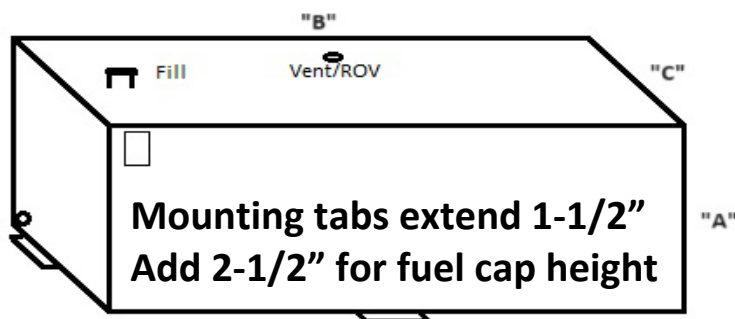 "B"
Fill
Vent/ROV
"C"
Mounting tabs extend 1-1/2”
"A"
Add 2-1/2” for fuel cap height